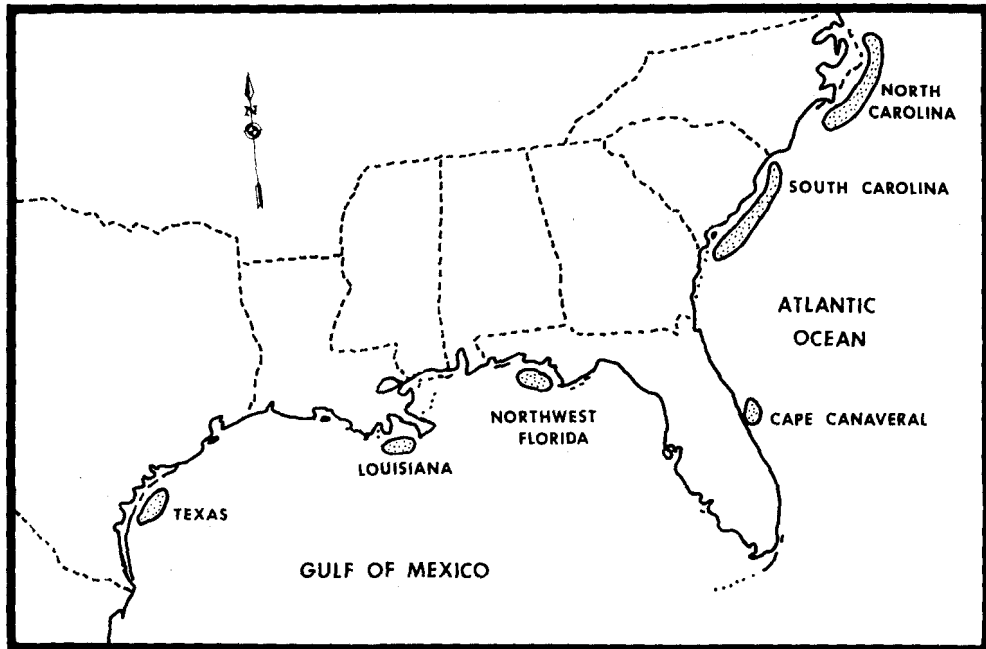 N
NORTH
CAROLINA
SOUTH CAROLINA
ATLANTIC
OCEAN
CAPE CANAVERAL
NORTHWEST
FLORIDA
LOUISIANA
TEXAS
GULF OF MEXICO